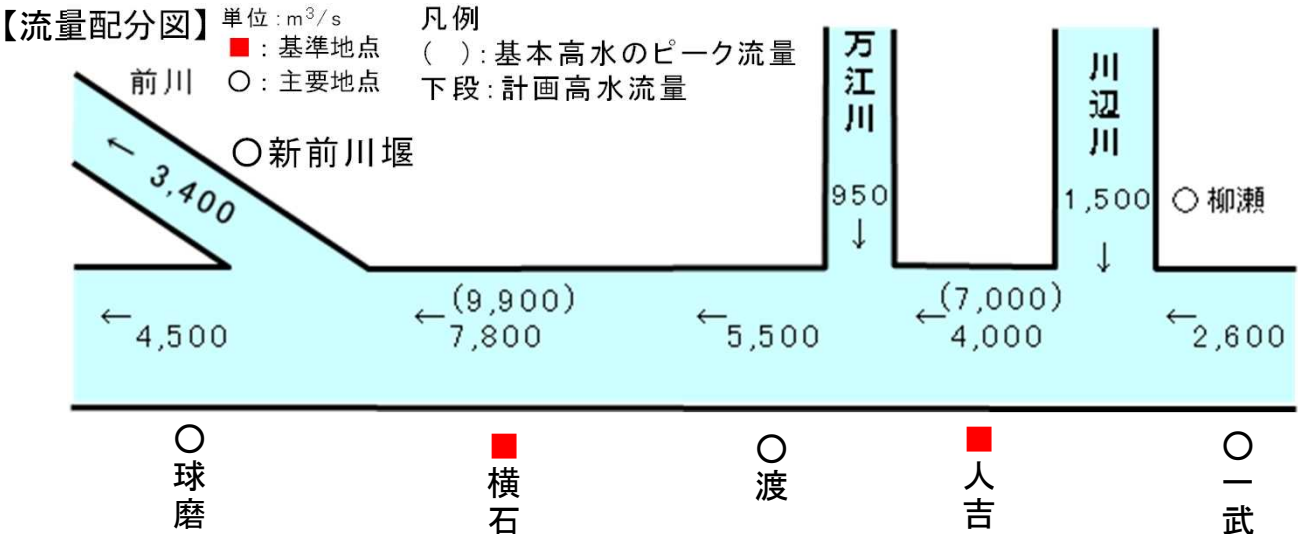 【流量配分図】
単位:m³/s
■:基準地点
○:主要地点
凡例
( ):基本高水のピーク流量
下段:計画高水流量
前川
○新前川堰
← 3,400
万江川
950
↓
川辺川
1,500
↓
○ 柳瀬
←4,500
(9,900)
←7,800
←5,500
(7,000)
←4,000
←2,600
○球磨
■横石
○渡
■人吉
○一武